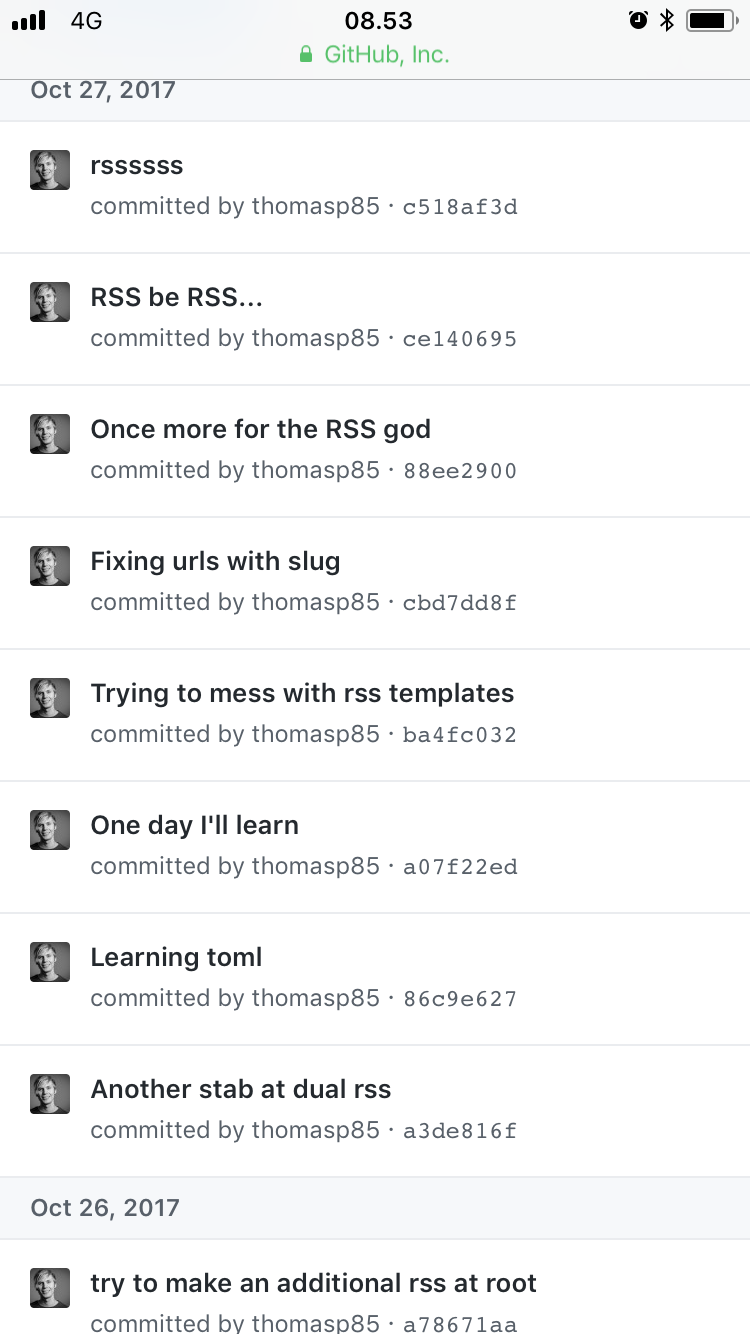 4G 08.53
GitHub, Inc.
Oct 27, 2017
rssssss
committed by thomasp85 · c518af3d
RSS be RSS...
committed by thomasp85 · ce140695
Once more for the RSS god
committed by thomasp85 · 88ee2900
Fixing urls with slug
committed by thomasp85 · cbd7dd8f
Trying to mess with rss templates
committed by thomasp85 · ba4fc032
One day I'll learn
committed by thomasp85 · a07f22ed
Learning toml
committed by thomasp85 · 86c9e627
Another stab at dual rss
committed by thomasp85 · a3de816f
Oct 26, 2017
try to make an additional rss at root
committed by thomasp85 · a78671aa